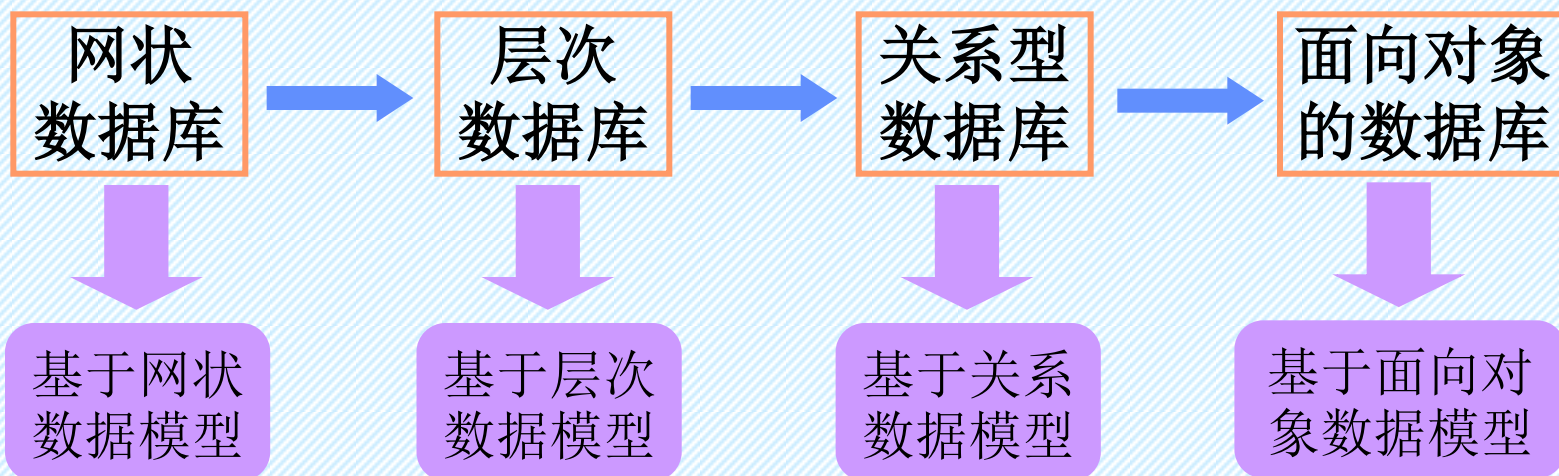 网状
数据库
层次
数据库
关系型
数据库
面向对象
的数据库
基于网状
数据模型
基于层次
数据模型
基于关系
数据模型
基于面向对
象数据模型